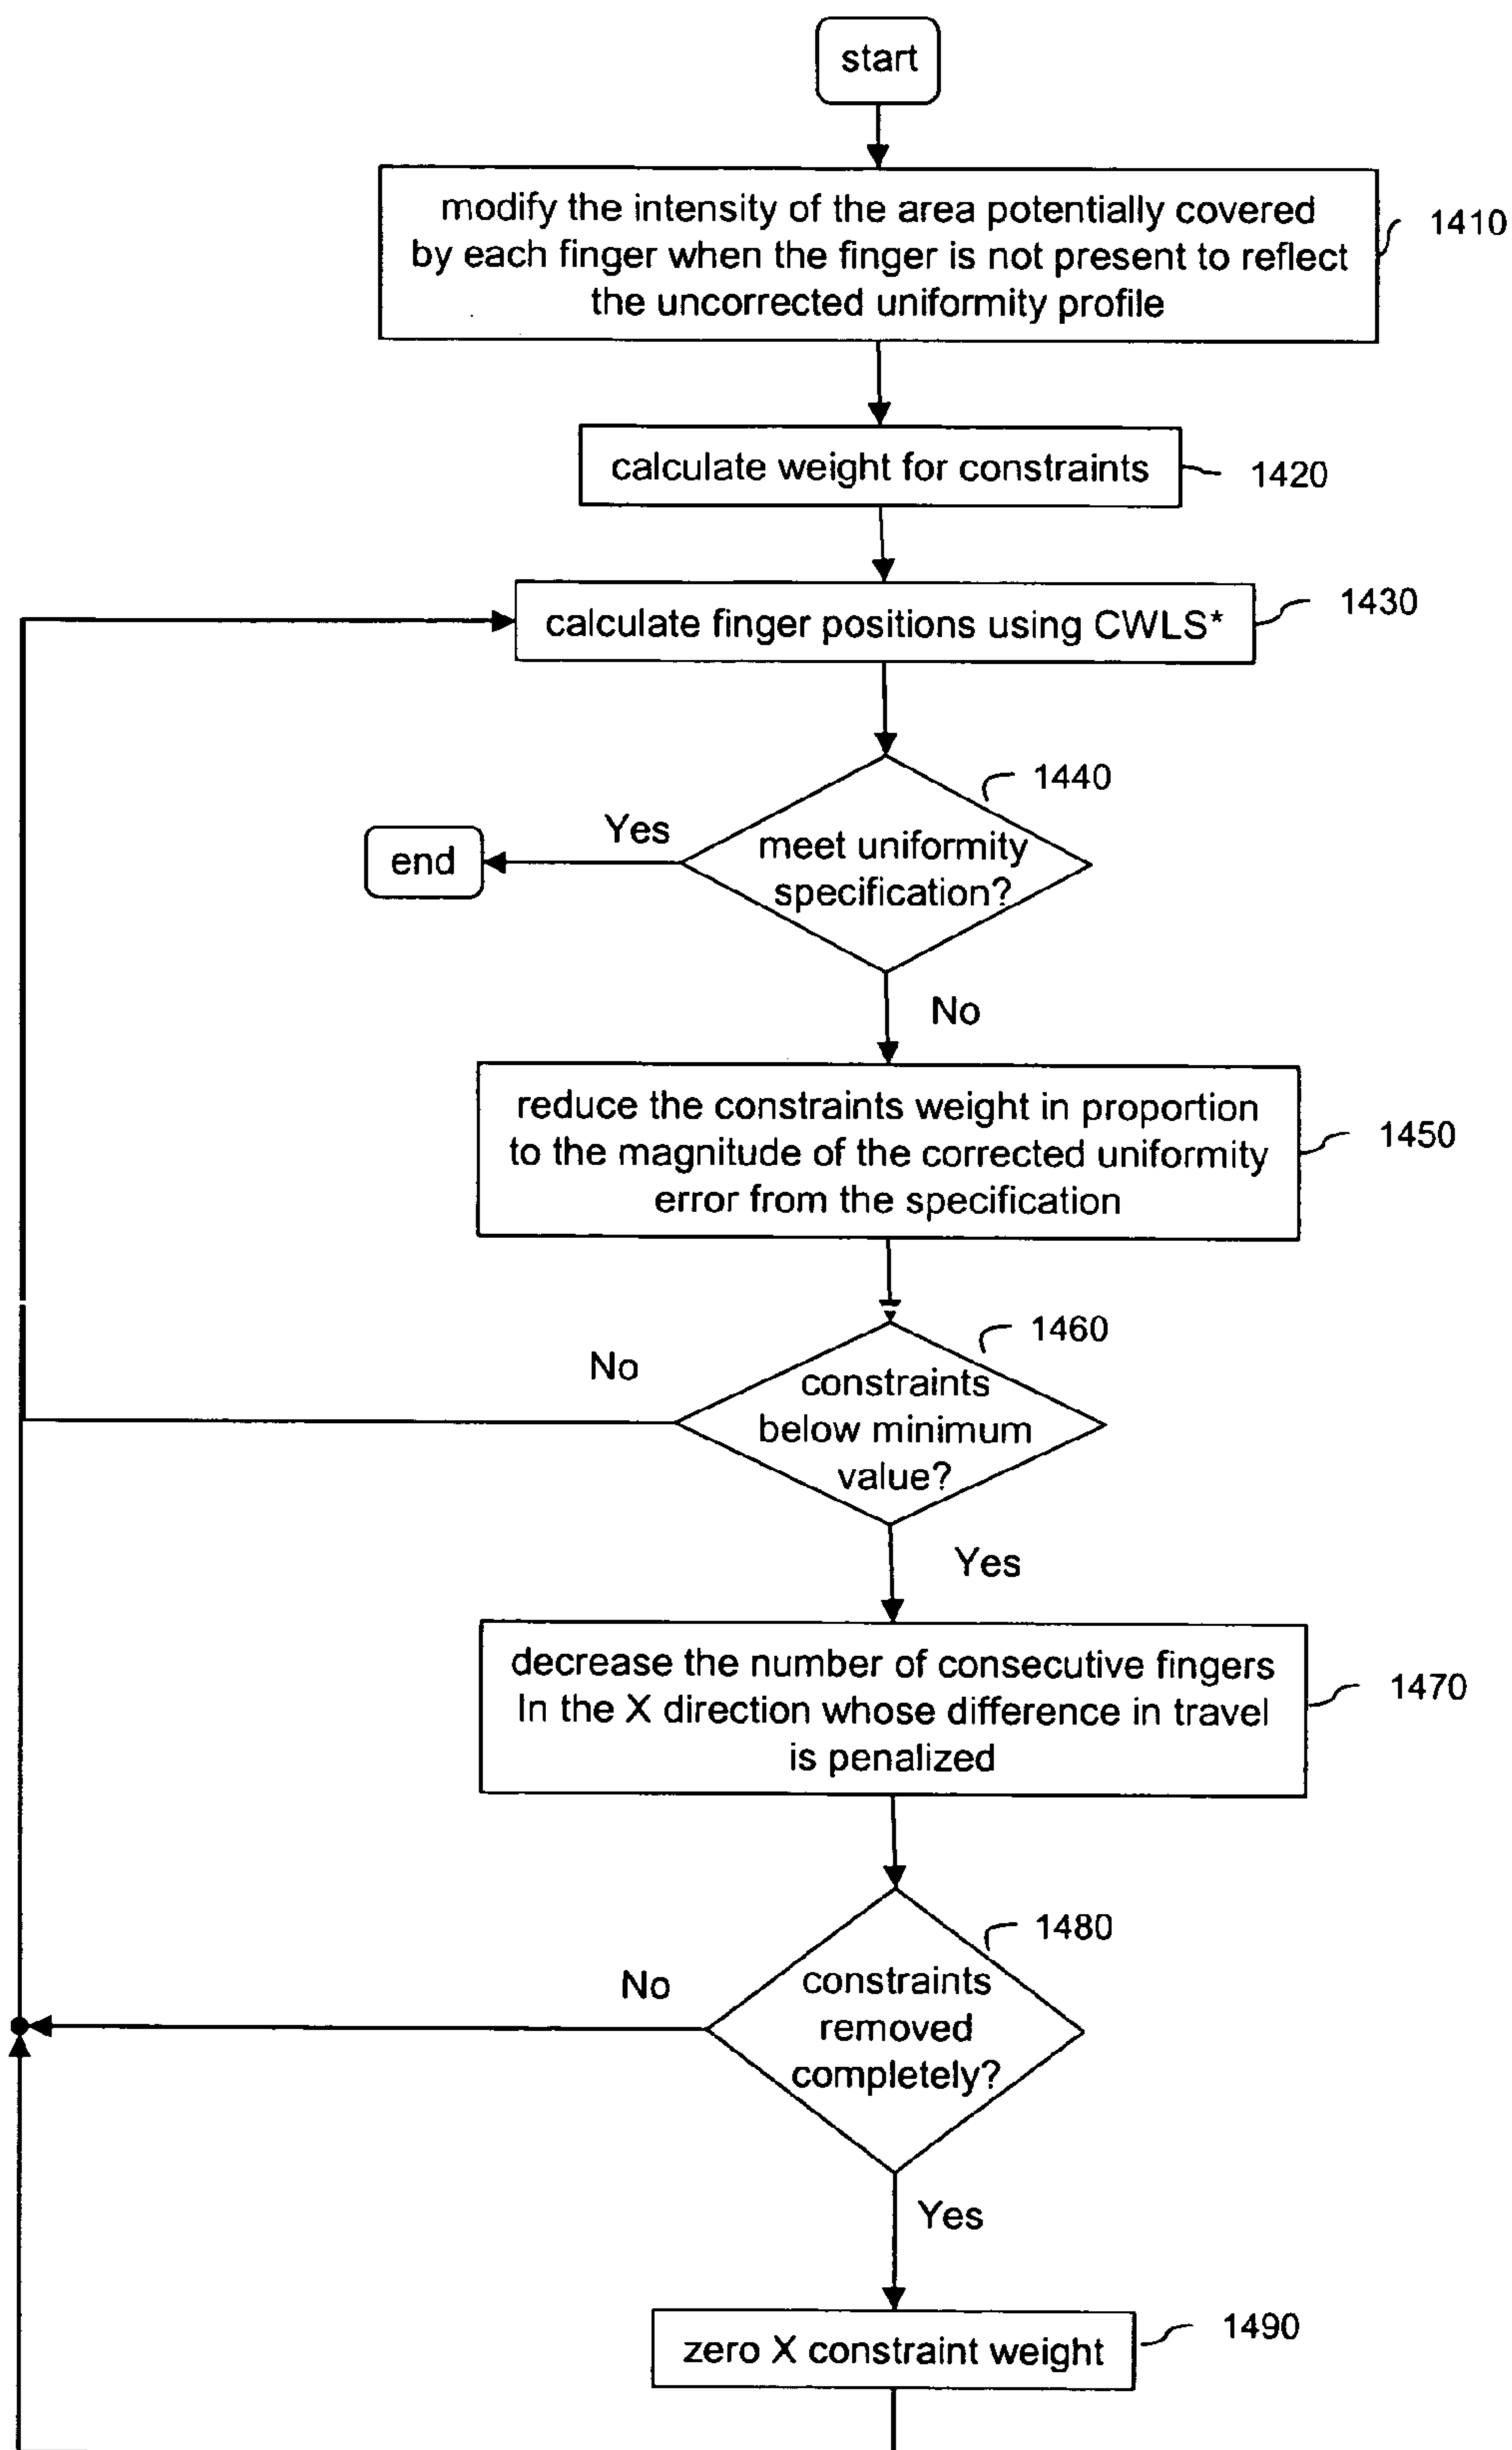 start
modify the intensity of the area potentially covered
by each finger when the finger is not present to reflect
the uncorrected uniformity profile
1410
calculate weight for constraints
1420
calculate finger positions using CWLS*
1430
1440
meet uniformity
specification?
Yes
end
No
reduce the constraints weight in proportion
to the magnitude of the corrected uniformity
error from the specification
1450
1460
constraints
below minimum
value?
No
Yes
decrease the number of consecutive fingers
In the X direction whose difference in travel
is penalized
1470
1480
constraints
removed
completely?
No
Yes
zero X constraint weight
1490